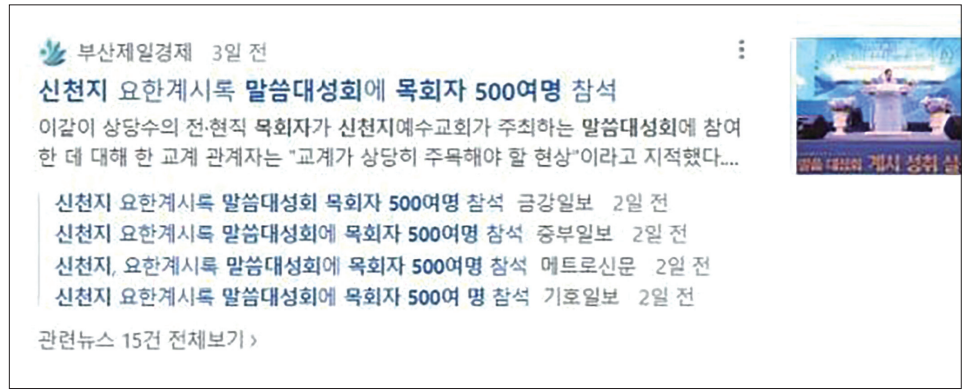 부산제일경제 3일 전
신천지 요한계시록 말씀대성회에 목회자 500여명 참석
이같이 상당수의 전·현직 목회자가 신천지예수교회가 주최하는 말씀대성회에 참여
한 데 대해 한 교계 관계자는 "교계가 상당히 주목해야 할 현상"이라고 지적했다....
신천지 요한계시록 말씀대성회 목회자 500여명 참석 금강일보 2일 전
신천지 요한계시록 말씀대성회에 목회자 500여명 참석 중부일보 2일 전
신천지, 요한계시록 말씀대성회에 목회자 500여명 참석 메트로신문 2일 전
신천지 요한계시록 말씀대성회에 목회자 500여 명 참석 기호일보 2일 전
관련뉴스 15건 전체보기 >
말씀 대성회 계시 성취 실